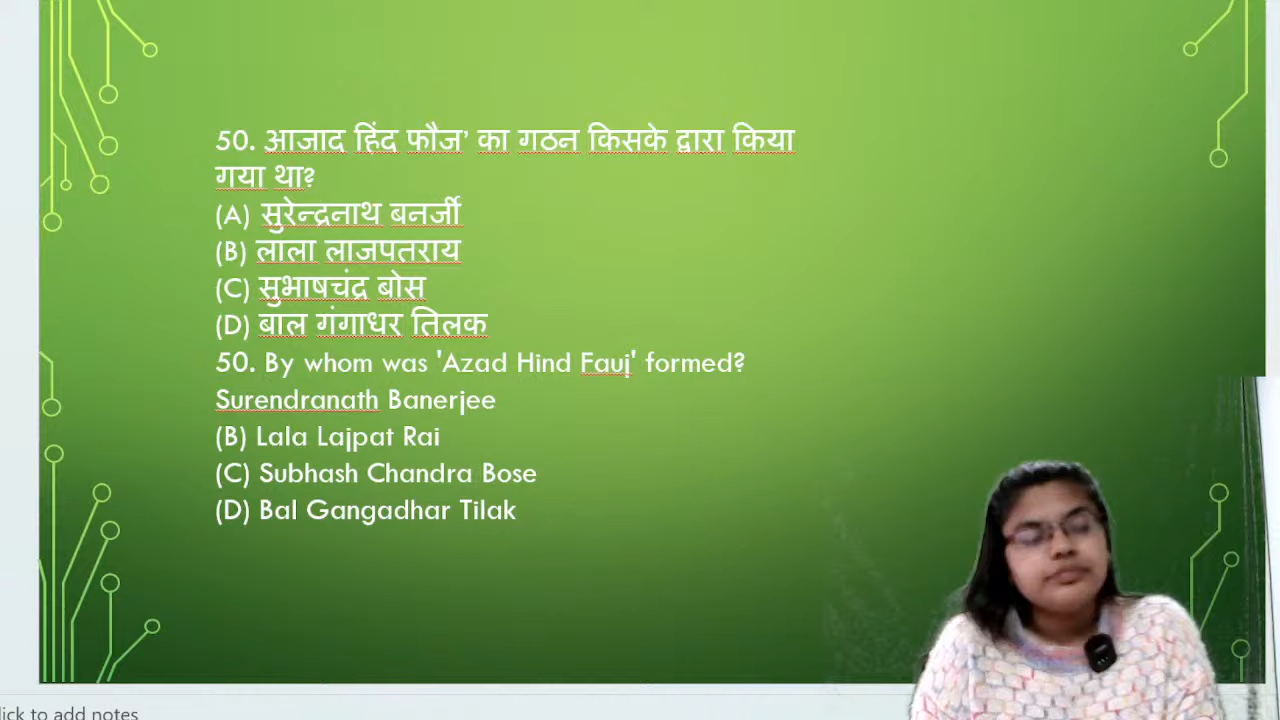 50. आजाद हिंद फौज’ का गठन किसके द्वारा किया
गया था?
(A) सुरेन्द्रनाथ बनर्जी
(B) लाला लाजपतराय
(C) सुभाषचंद्र बोस
(D) बाल गंगाधर तिलक
50. By whom was 'Azad Hind Fauj' formed?
Surendranath Banerjee
(B) Lala Lajpat Rai
(C) Subhash Chandra Bose
(D) Bal Gangadhar Tilak
lick to add notes